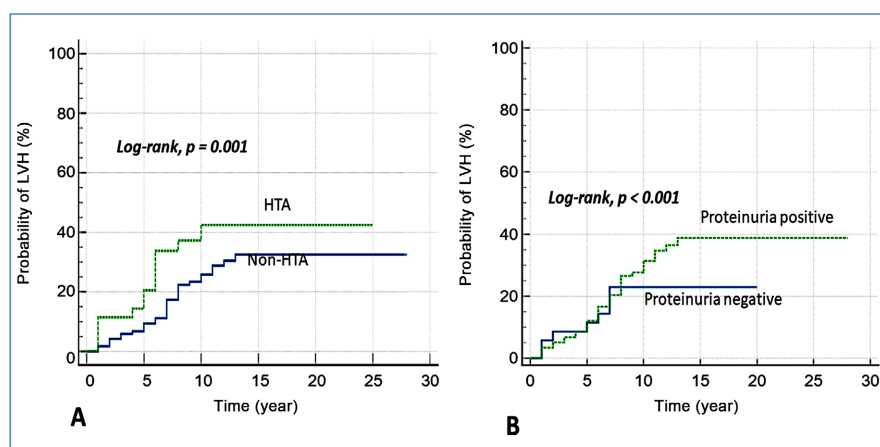 100
80
60
40
20
0
Probability of LVH (%)
Log-rank, p = 0.001
HTA
Non-HTA
0 5 10 15 20 25 30
Time (year)
A
100
80
60
40
20
0
Probability of LVH (%)
Log-rank, p < 0.001
Proteinuria positive
Proteinuria negative
0 5 10 15 20 25 30
Time (year)
B